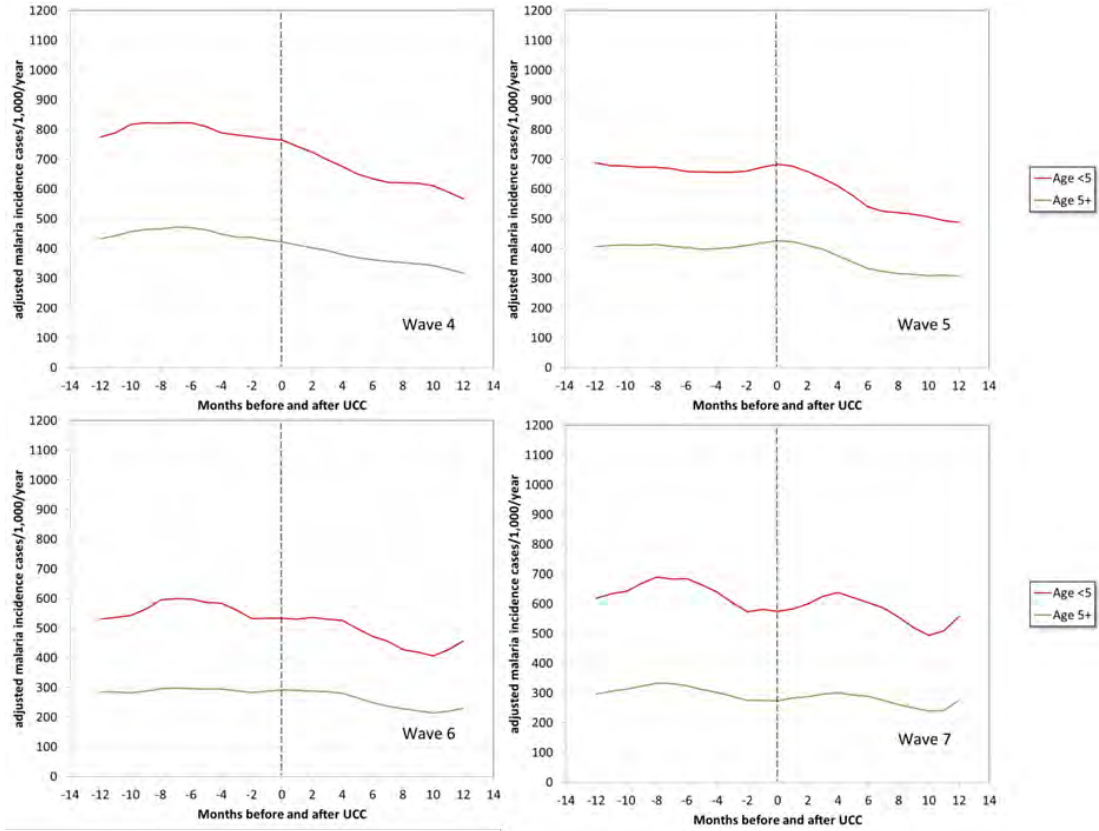 adjusted malaria incidence cases/1,000/year
1200
1100
1000
900
800
700
600
500
400
300
200
100
0
Wave 4
-14 -12 -10 -8 -6 -4 -2 0 2 4 6 8 10 12 14
Months before and after UCC
adjusted malaria incidence cases/1,000/year
1200
1100
1000
900
800
700
600
500
400
300
200
100
0
Wave 5
-14 -12 -10 -8 -6 -4 -2 0 2 4 6 8 10 12 14
Months before and after UCC
Age <5
Age 5+
adjusted malaria incidence cases/1,000/year
1200
1100
1000
900
800
700
600
500
400
300
200
100
0
Wave 6
-14 -12 -10 -8 -6 -4 -2 0 2 4 6 8 10 12 14
Months before and after UCC
adjusted malaria incidence cases/1,000/year
1200
1100
1000
900
800
700
600
500
400
300
200
100
0
Wave 7
-14 -12 -10 -8 -6 -4 -2 0 2 4 6 8 10 12 14
Months before and after UCC
Age <5
Age 5+